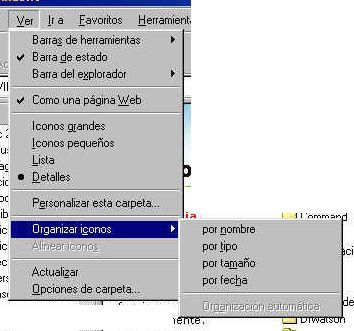 Ver Ir a Favoritos Herramient
Barras de herramientas
Barra de estado
Barra del explorador
Como una página Web
Iconos grandes
Iconos pequeños
Lista
Detalles
Personalizar esta carpeta...
Organizar iconos
Alinear iconos
Actualizar
Opciones de carpeta...
por nombre
por tipo
por tamaño
por fecha
Organización automática
Command